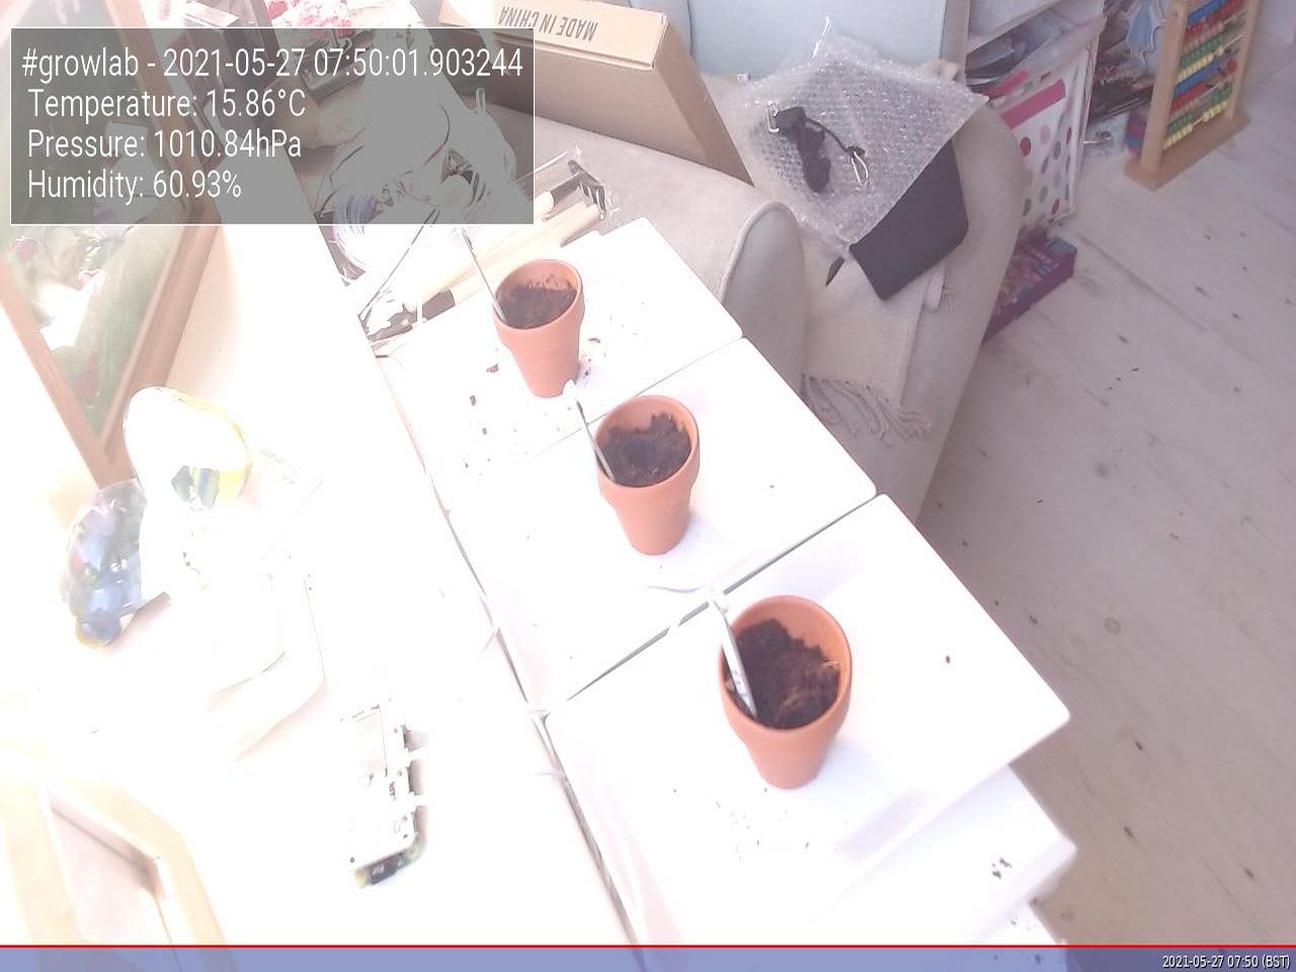 MADE IN CHINA
#growlab - 2021-05-27 07:50:01.903244
Temperature: 15.86°C
Pressure: 1010.84hPa
Humidity: 60.93%
2021-05-27 07:50 (BST)